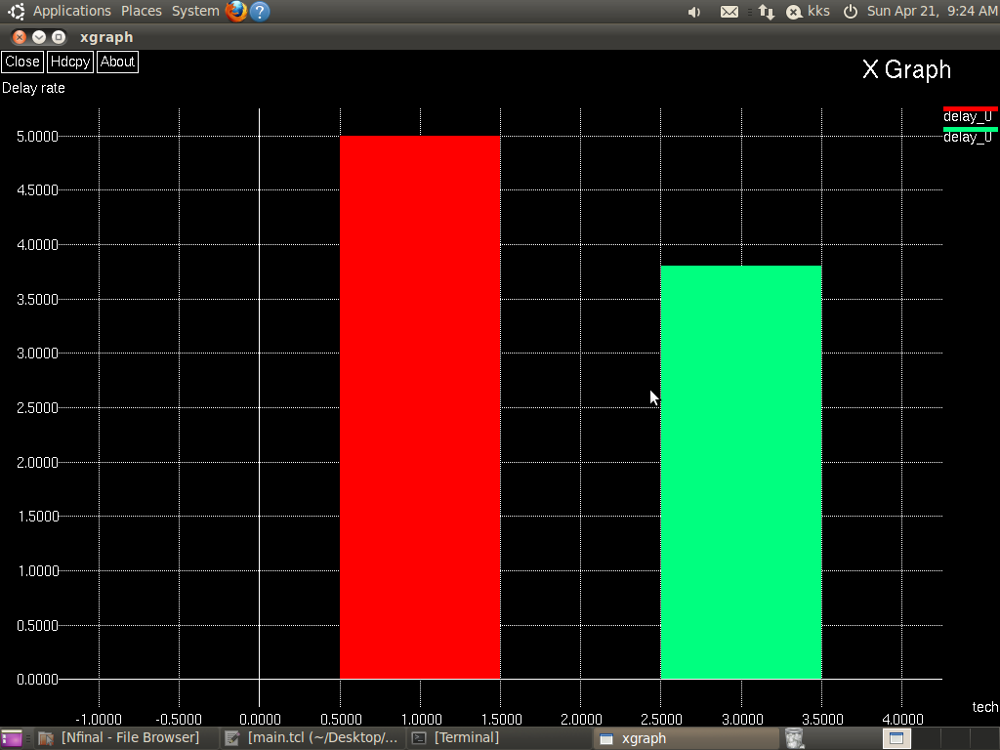 Applications Places System kks Sun Apr 21, 9:24 AM
xgraph
Close Hdcpy About
X Graph
Delay rate
delay_0
delay_0
5.0000
4.5000
4.0000
3.5000
3.0000
2.5000
2.0000
1.5000
1.0000
0.5000
0.0000
tech
-1.0000 -0.5000 0.0000 0.5000 1.0000 1.5000 2.0000 2.5000 3.0000 3.5000 4.0000
[Nfinal - File Browser] [main.tcl (~/Desktop/... [Terminal] xgraph